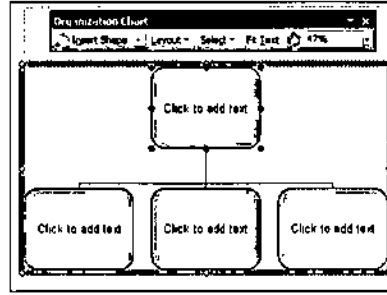 Organization Chart
Insert Shape Layout Select Fit Text 47%
Click to add text
Click to add text Click to add text Click to add text